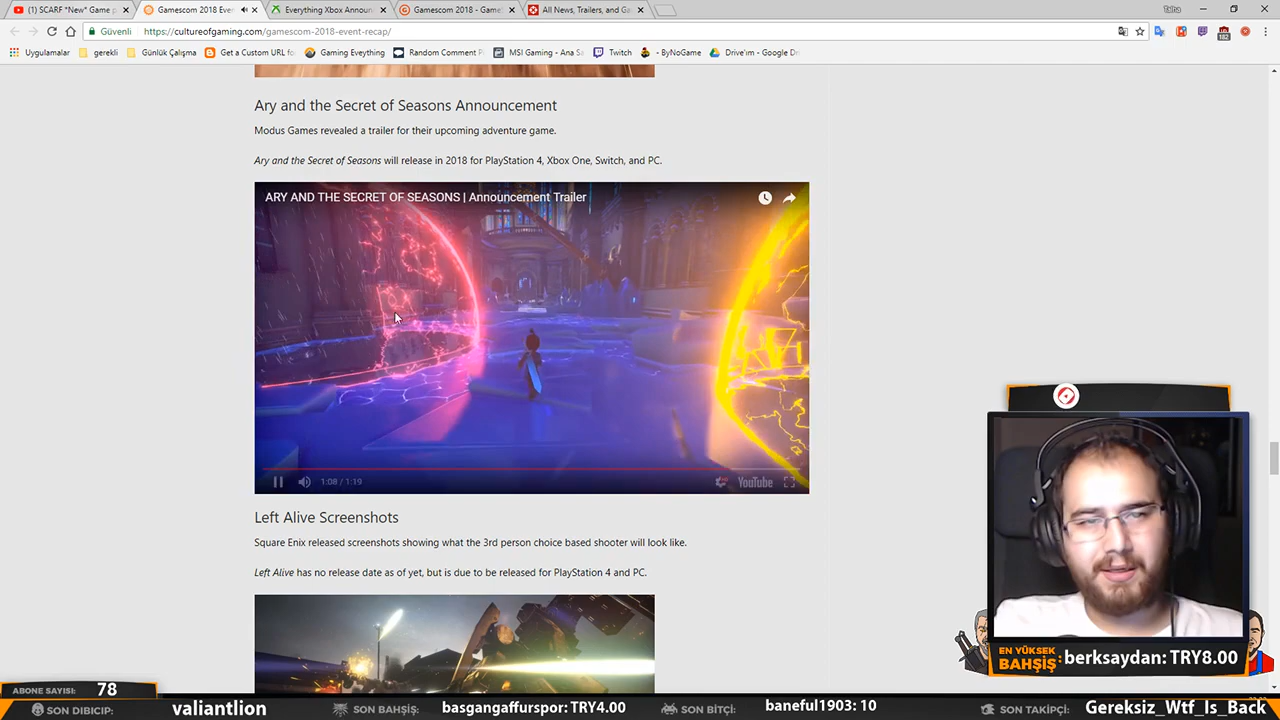 (1) SCARF *New* Game p
Gamescom 2018 Eve
Everything Xbox Announ
Gamescom 2018 - Game
All News, Trailers, and Ga
Talha
Güvenli
https://cultureofgaming.com/gamescom-2018-event-recap/
182
Uygulamalar
gerekli
Günlük Çalışma
Get a Custom URL fo
Gaming Eveything
Random Comment P
MSI Gaming - Ana Sa
Twitch
- ByNoGame
Drive'ım - Google D
Ary and the Secret of Seasons Announcement
Modus Games revealed a trailer for their upcoming adventure game.
Ary and the Secret of Seasons will release in 2018 for PlayStation 4, Xbox One, Switch, and PC.
ARY AND THE SECRET OF SEASONS | Announcement Trailer
1:08 / 1:19
YouTube
Left Alive Screenshots
Square Enix released screenshots showing what the 3rd person choice based shooter will look like.
Left Alive has no release date as of yet, but is due to be released for PlayStation 4 and PC.
EN YÜKSEK
BAHŞİŞ:
berksaydan: TRY8.00
ABONE SAYISI:
78
SON DIBICIP:
valiantlion
SON BAHŞİŞ:
basgangaffurspor: TRY4.00
SON BİTÇİ:
baneful1903: 10
SON TAKİPÇİ:
Gereksiz_Wtf_Is_Back